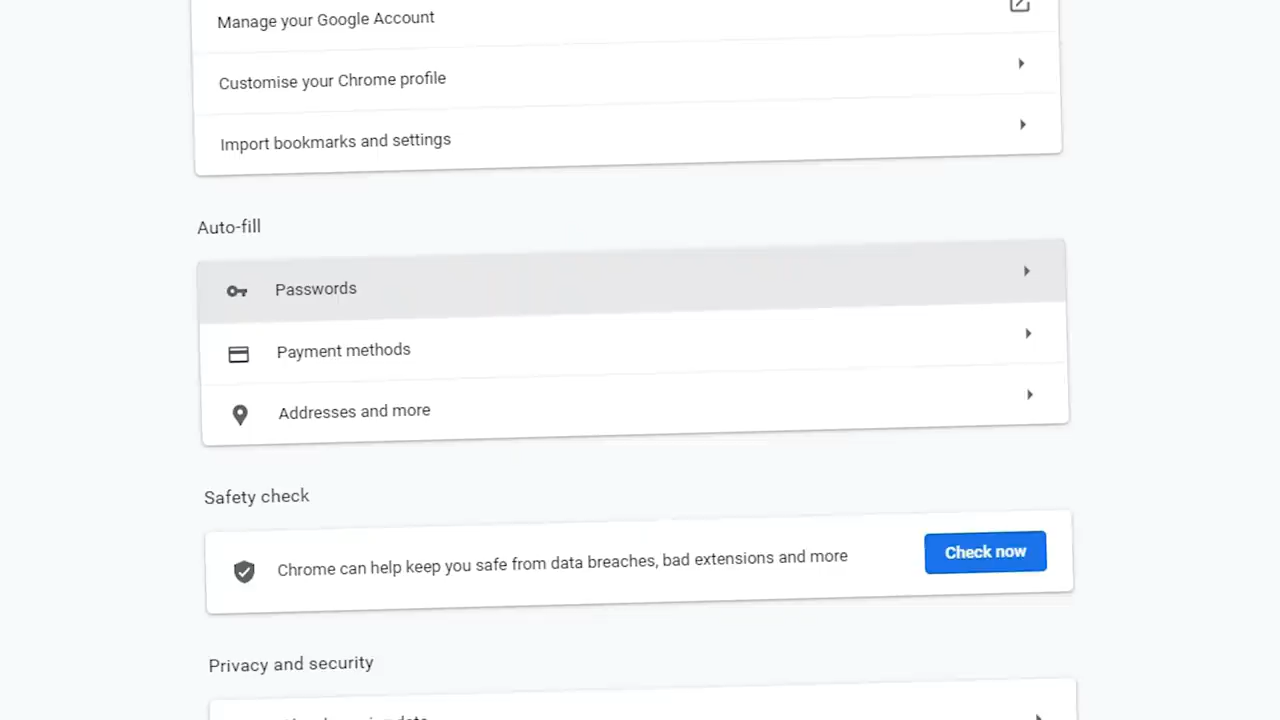 Manage your Google Account
Customise your Chrome profile
Import bookmarks and settings
Auto-fill
Passwords
Payment methods
Addresses and more
Safety check
Chrome can help keep you safe from data breaches, bad extensions and more
Check now
Privacy and security